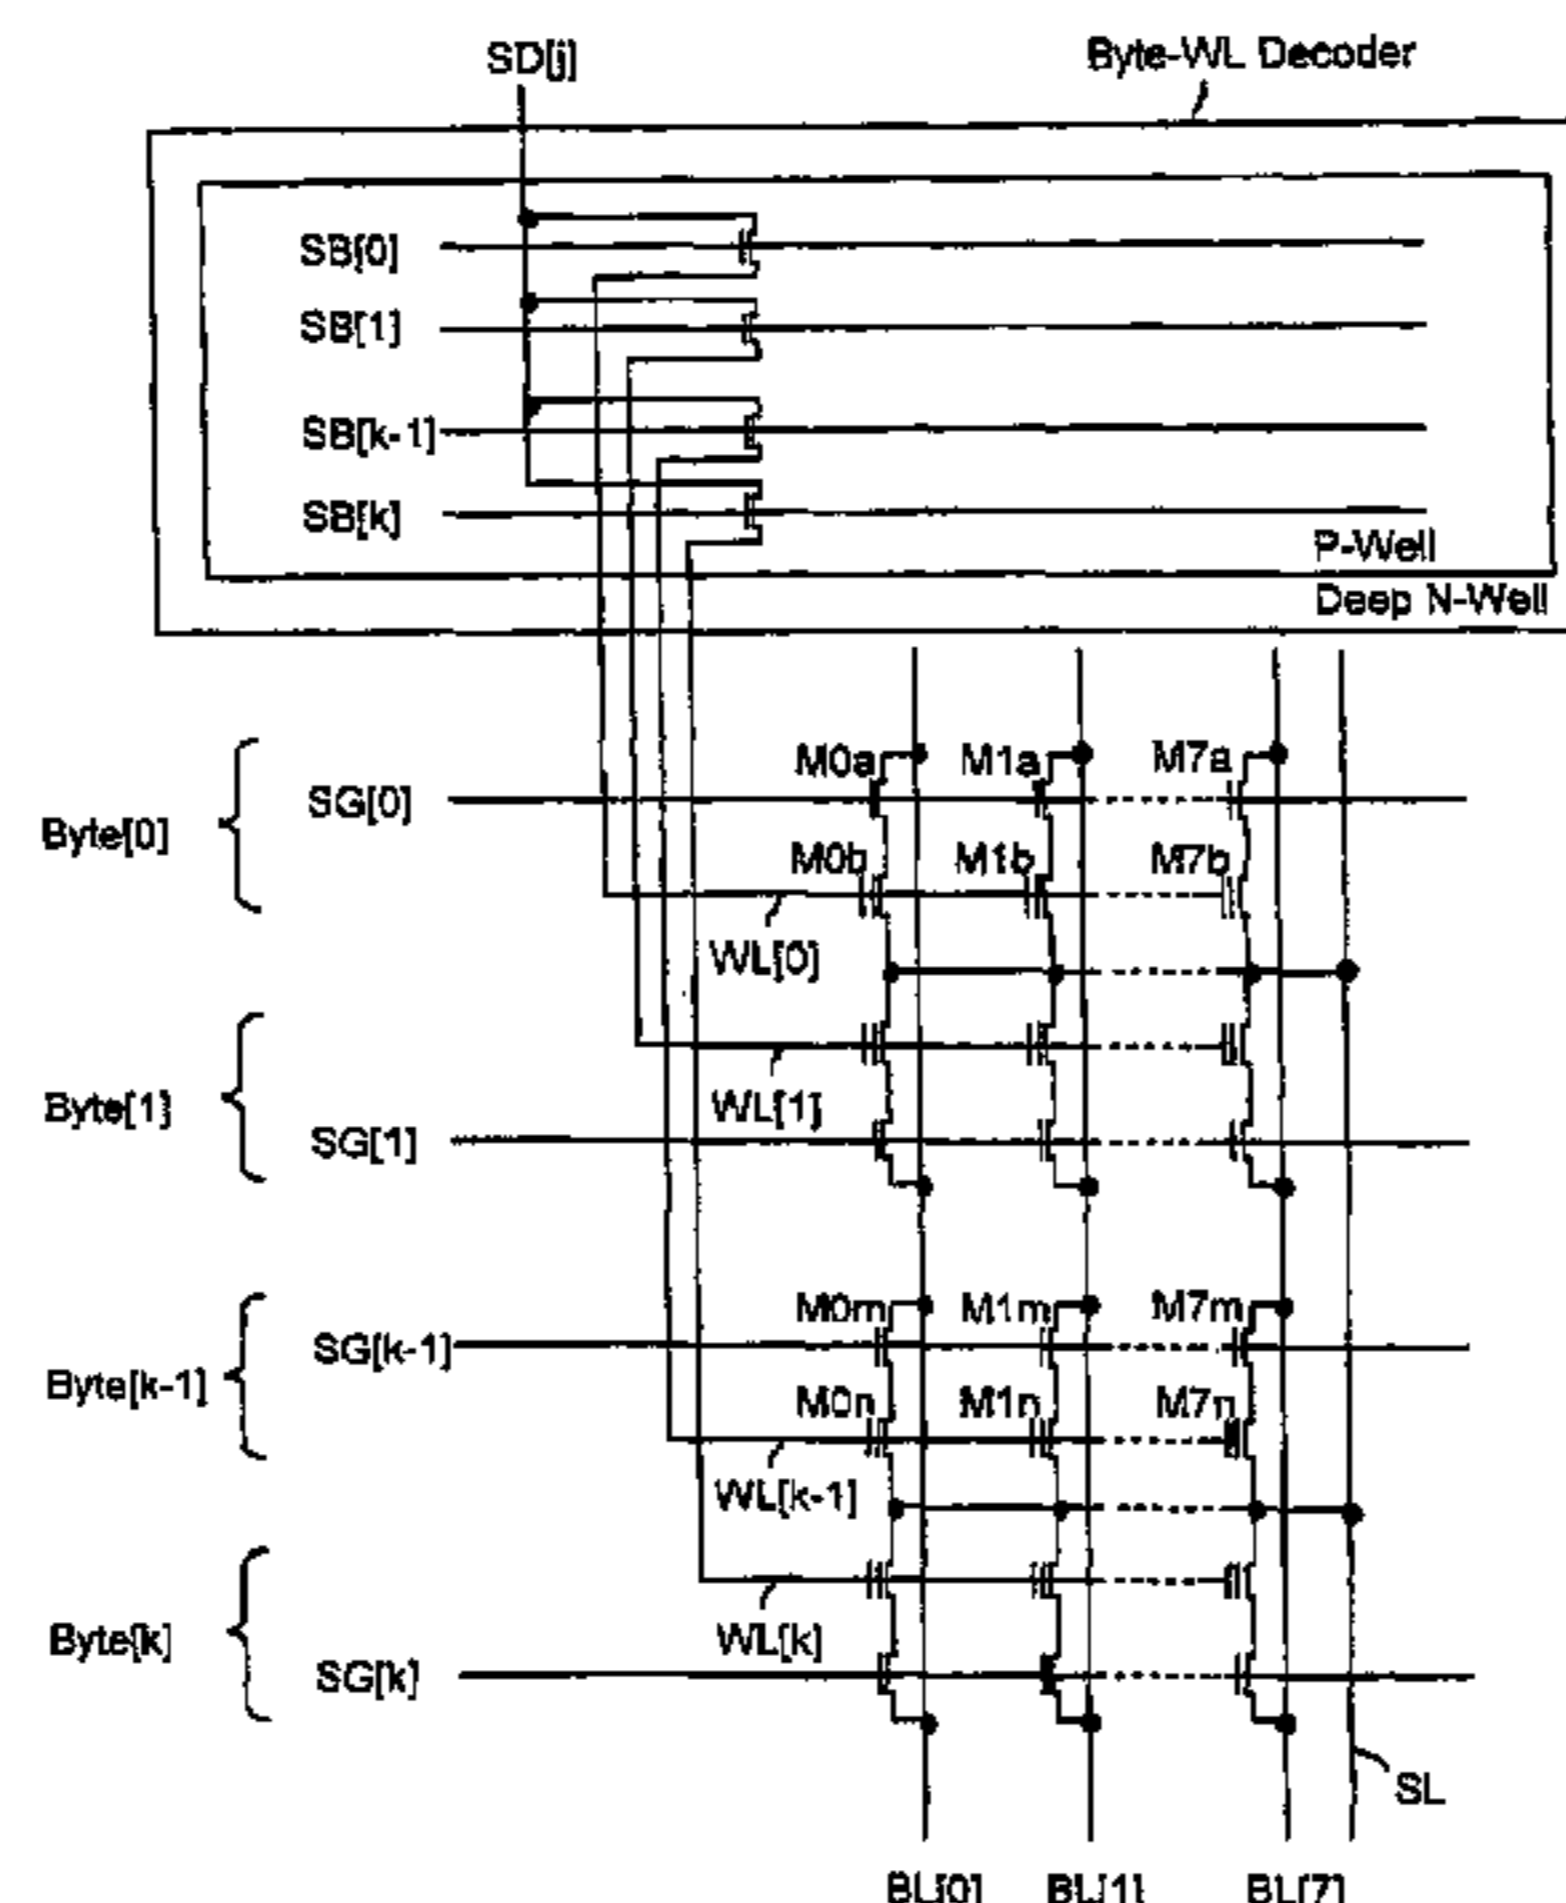 SD[j]
Byte-WL Decoder
SB[0]
SB[1]
SB[k-1]
SB[k]
P-Well
Deep N-Well
M0a
M1a
M7a
SG[0]
Byte[0]
M0b
M1b
M7b
WL[0]
Byte[1]
WL[1]
SG[1]
M0m
M1m
M7m
SG[k-1]
Byte[k-1]
M0n
M1n
M7n
WL[k-1]
Byte[k]
WL[k]
SG[k]
SL
BL[0]
BL[1]
BL[7]